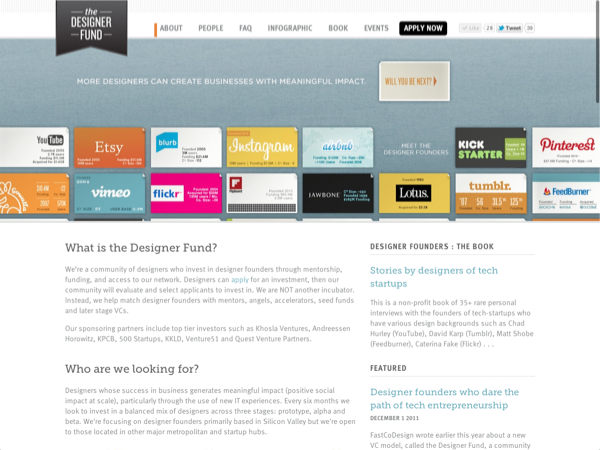 the
DESIGNER
FUND
ABOUT PEOPLE FAQ INFOGRAPHIC BOOK EVENTS APPLY NOW
Like 28 Tweet 39
MORE DESIGNERS CAN CREATE BUSINESSES WITH MEANINGFUL IMPACT.
WILL YOU BE NEXT?
YouTube
Etsy
blurb
Instagram
airbnb
MEET THE
DESIGNER FOUNDERS
KICK
STARTER
Pinterest
vimeo
flickr
Flipboard
JAWBONE
Lotus.
tumblr.
FeedBurner
What is the Designer Fund?
We're a community of designers who invest in designer founders through mentorship,
funding, and access to our network. Designers can apply for an investment, then our
community will evaluate and select applicants to invest in. We are NOT another incubator.
Instead, we help match designer founders with mentors, angels, accelerators, seed funds
and later stage VCs.
Our sponsoring partners include top tier investors such as Khosla Ventures, Andreessen
Horowitz, KPCB, 500 Startups, KKLD, Venture51 and Quest Venture Partners.
Who are we looking for?
Designers whose success in business generates meaningful impact (positive social
impact at scale), particularly through the use of new IT experiences. Every six months we
look to invest in a balanced mix of designers across three stages: prototype, alpha and
beta. We're focusing on designer founders primarily based in Silicon Valley but we're open
to those located in other major metropolitan and startup hubs.
DESIGNER FOUNDERS : THE BOOK
Stories by designers of tech
startups
This is a non-profit book of 35+ rare personal
interviews with the founders of tech-startups who
have various design backgrounds such as Chad
Hurley (YouTube), David Karp (Tumblr), Matt Shobe
(Feedburner), Caterina Fake (Flickr) . . .
FEATURED
Designer founders who dare the
path of tech entrepreneurship
DECEMBER 1 2011
FastCoDesign wrote earlier this year about a new
VC model, called the Designer Fund, a community